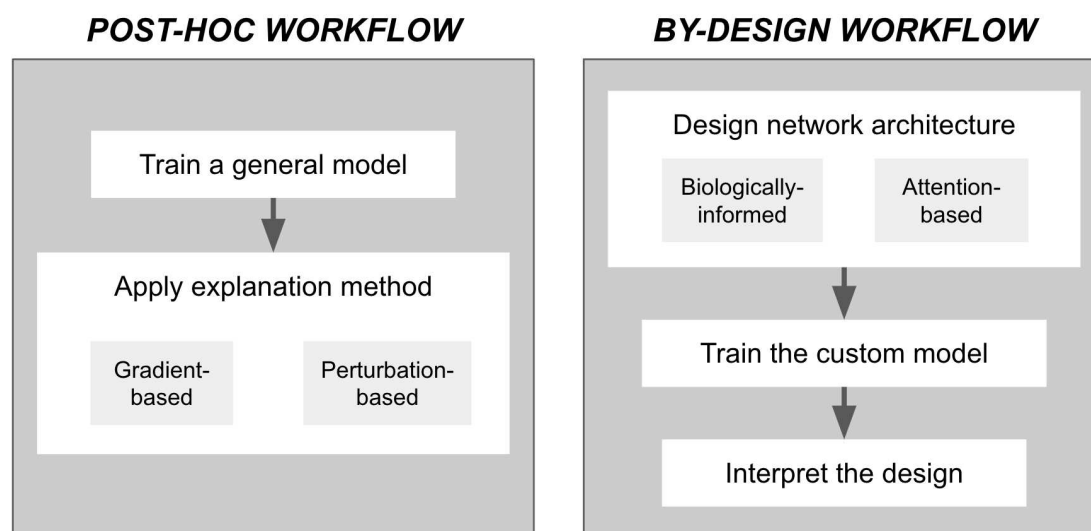 POST-HOC WORKFLOW
Train a general model
Apply explanation method
Gradient-
based
Perturbation-
based
BY-DESIGN WORKFLOW
Design network architecture
Biologically-
informed
Attention-
based
Train the custom model
Interpret the design